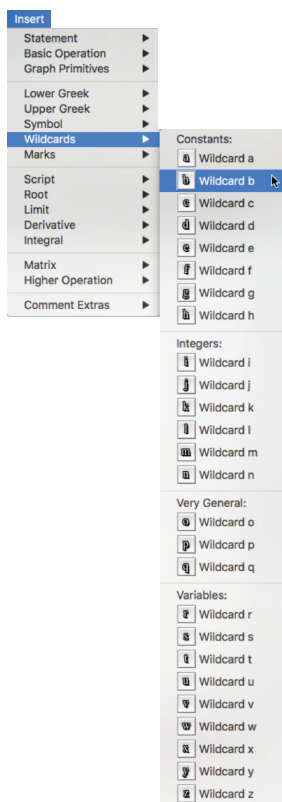 Insert
Statement
Basic Operation
Graph Primitives
Lower Greek
Upper Greek
Symbol
Wildcards
Marks
Script
Root
Limit
Derivative
Integral
Matrix
Higher Operation
Comment Extras
Constants:
a Wildcard a
b Wildcard b
c Wildcard c
d Wildcard d
e Wildcard e
f Wildcard f
g Wildcard g
h Wildcard h
Integers:
i Wildcard i
j Wildcard j
k Wildcard k
l Wildcard l
m Wildcard m
n Wildcard n
Very General:
o Wildcard o
p Wildcard p
q Wildcard q
Variables:
r Wildcard r
s Wildcard s
t Wildcard t
u Wildcard u
v Wildcard v
w Wildcard w
x Wildcard x
y Wildcard y
z Wildcard z